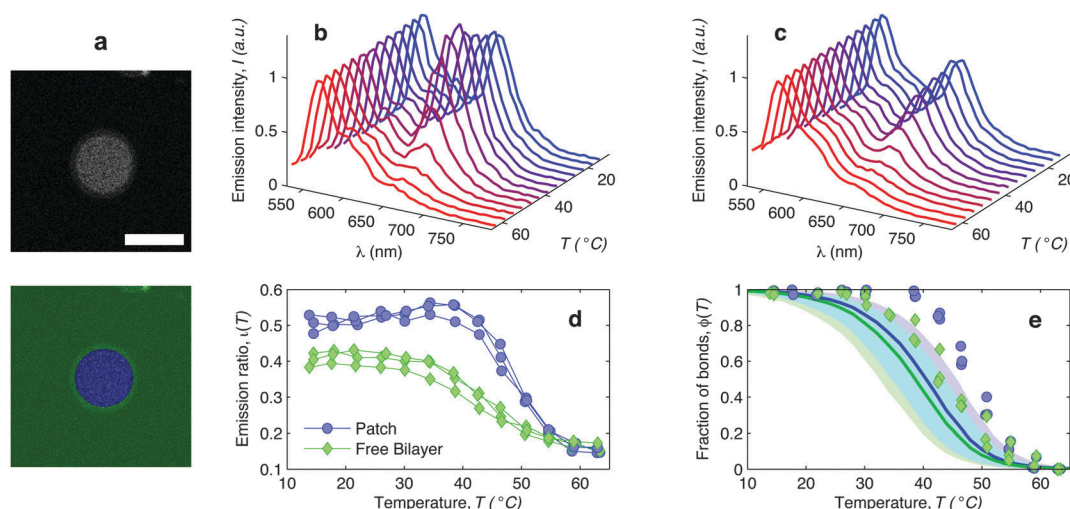 a
b
Emission intensity, I (a.u.)
1
0.5
0
550
600
650
700
750
λ (nm)
60
40
20
T (°C)
c
Emission intensity, I (a.u.)
1
0.5
0
550
600
650
700
750
λ (nm)
60
40
20
T (°C)
d
Emission ratio, ι(T)
0.6
0.5
0.4
0.3
0.2
0.1
Patch
Free Bilayer
10 20 30 40 50 60
Temperature, T (°C)
e
Fraction of bonds, ϕ(T)
1
0.8
0.6
0.4
0.2
0
10 20 30 40 50 60
Temperature, T (°C)